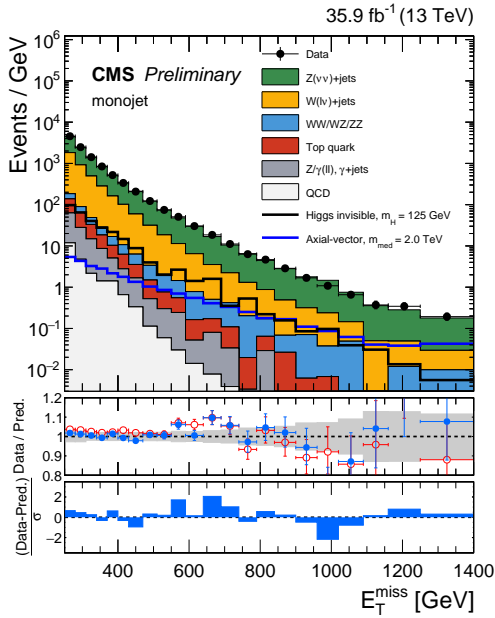 35.9 fb⁻¹ (13 TeV)
Events / GeV
10⁶
10⁵
10⁴
10³
10²
10
1
10⁻¹
10⁻²
CMS Preliminary
monojet
Data
Z(νν)+jets
W(lν)+jets
WW/WZ/ZZ
Top quark
Z/γ(ll), γ+jets
QCD
Higgs invisible, m_H = 125 GeV
Axial-vector, m_med = 2.0 TeV
Data / Pred.
1.2
1.1
1.0
0.9
0.8
(Data-Pred.)
σ
2
0
−2
400 600 800 1000 1200 1400
E_T^miss [GeV]